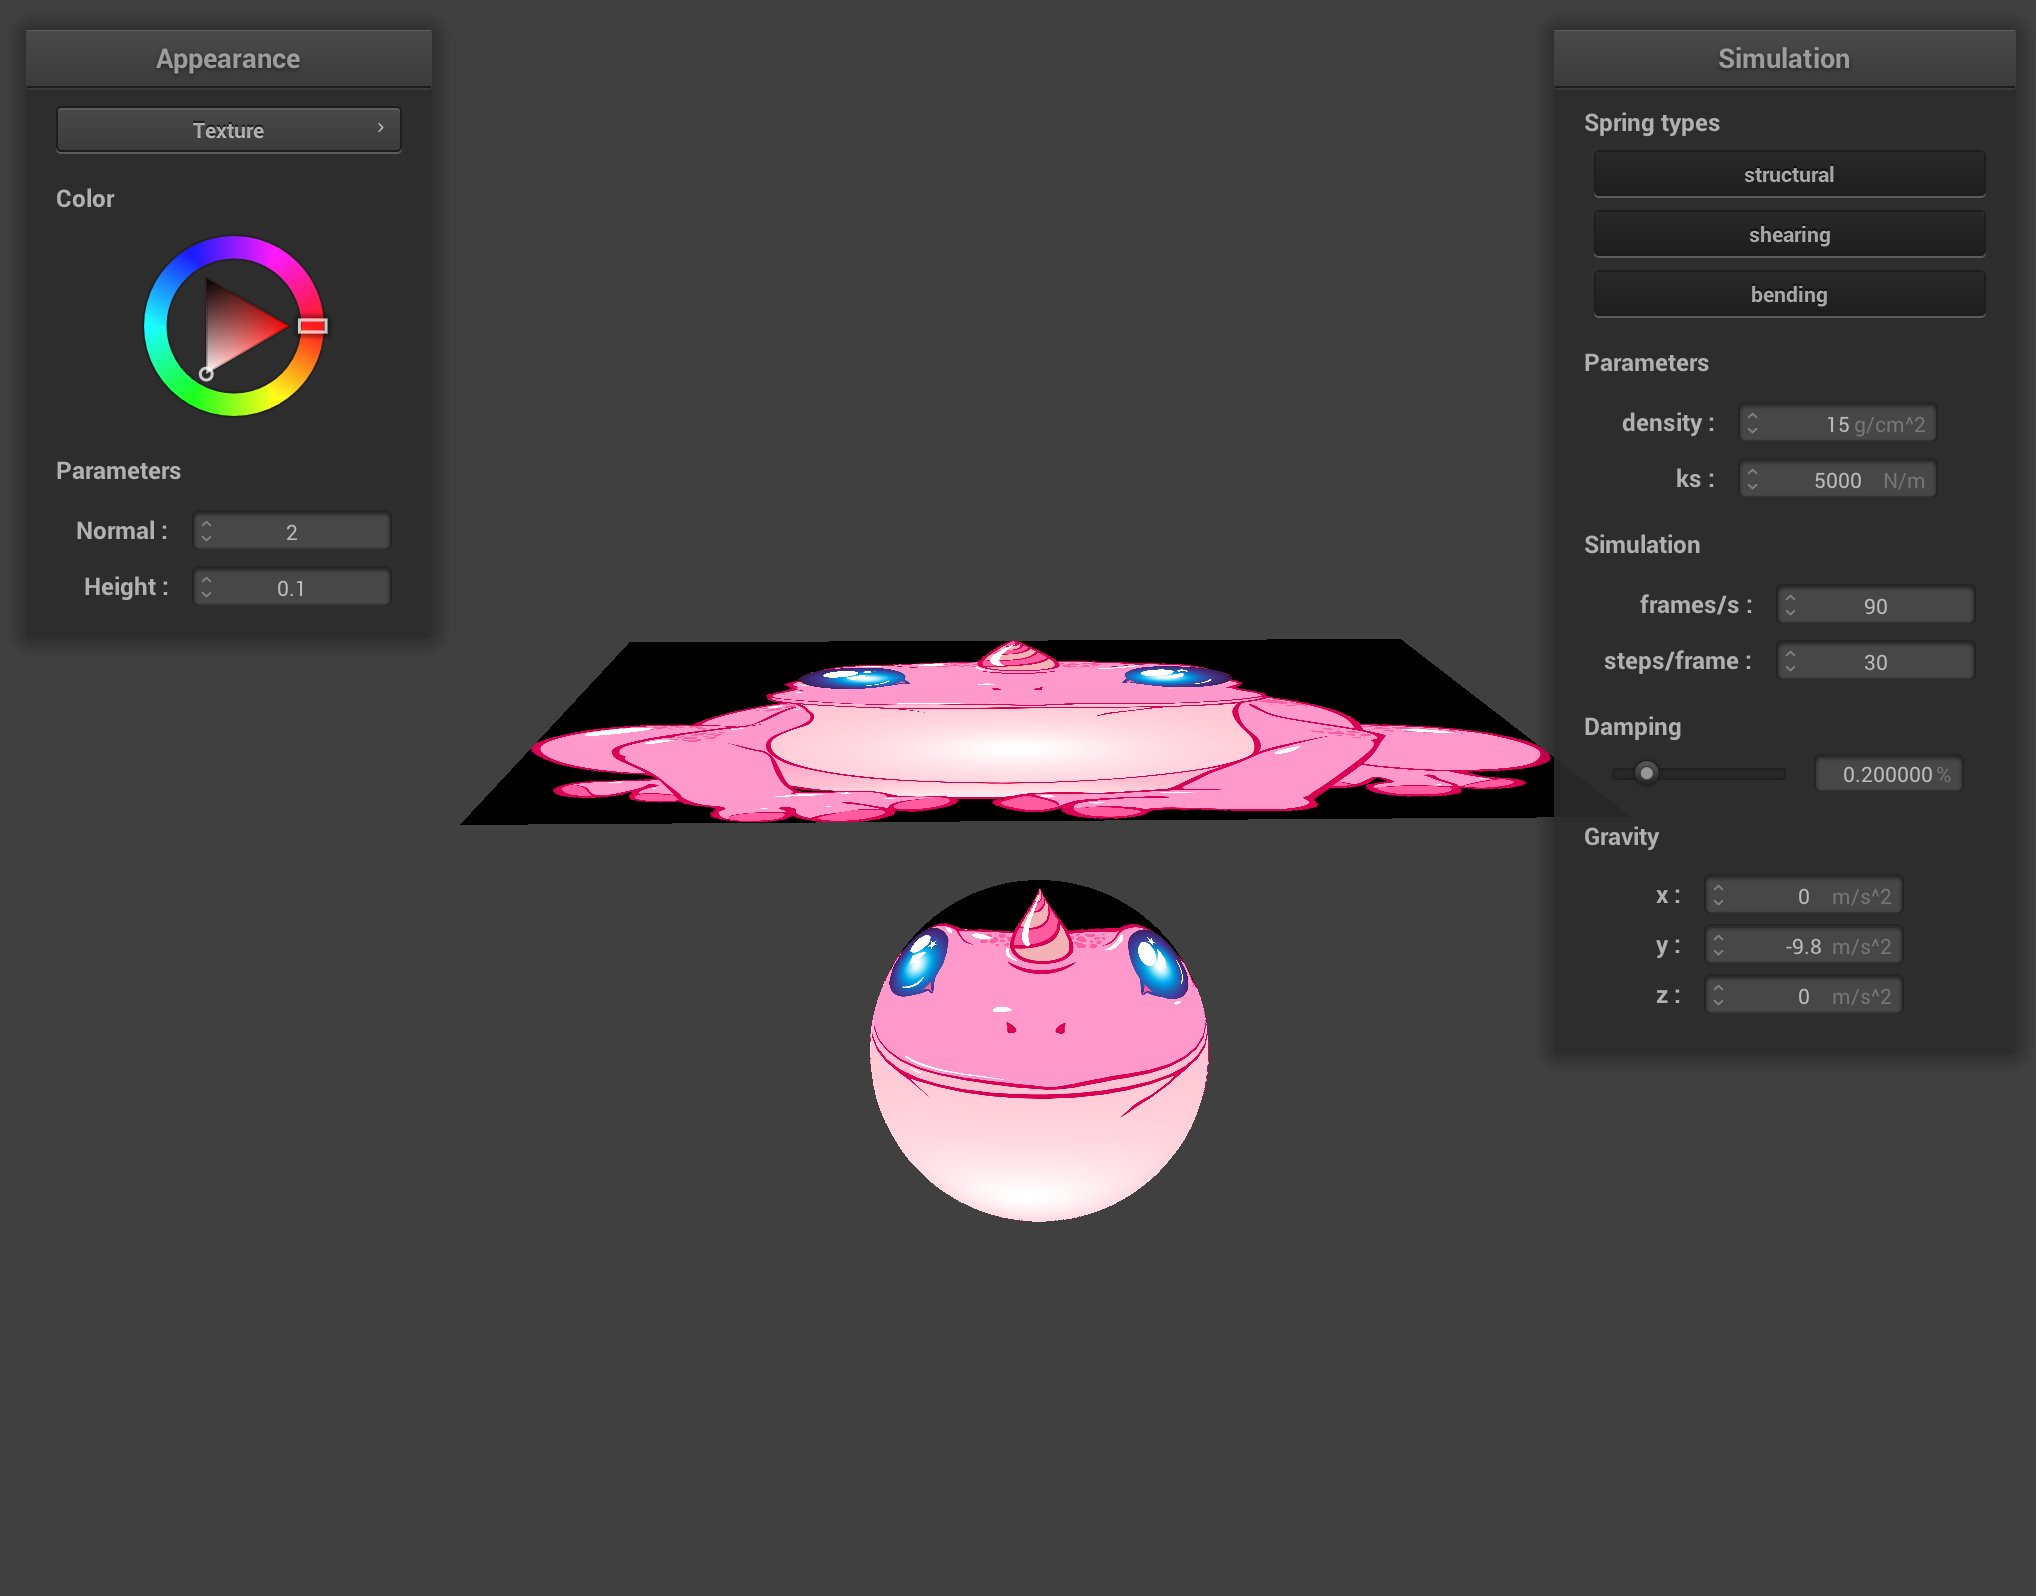 Appearance
Texture
Color
Parameters
Normal : 2
Height : 0.1
Simulation
Spring types
structural
shearing
bending
Parameters
density : 15 g/cm^2
ks : 5000 N/m
Simulation
frames/s : 90
steps/frame : 30
Damping
0.200000 %
Gravity
x : 0 m/s^2
y : -9.8 m/s^2
z : 0 m/s^2